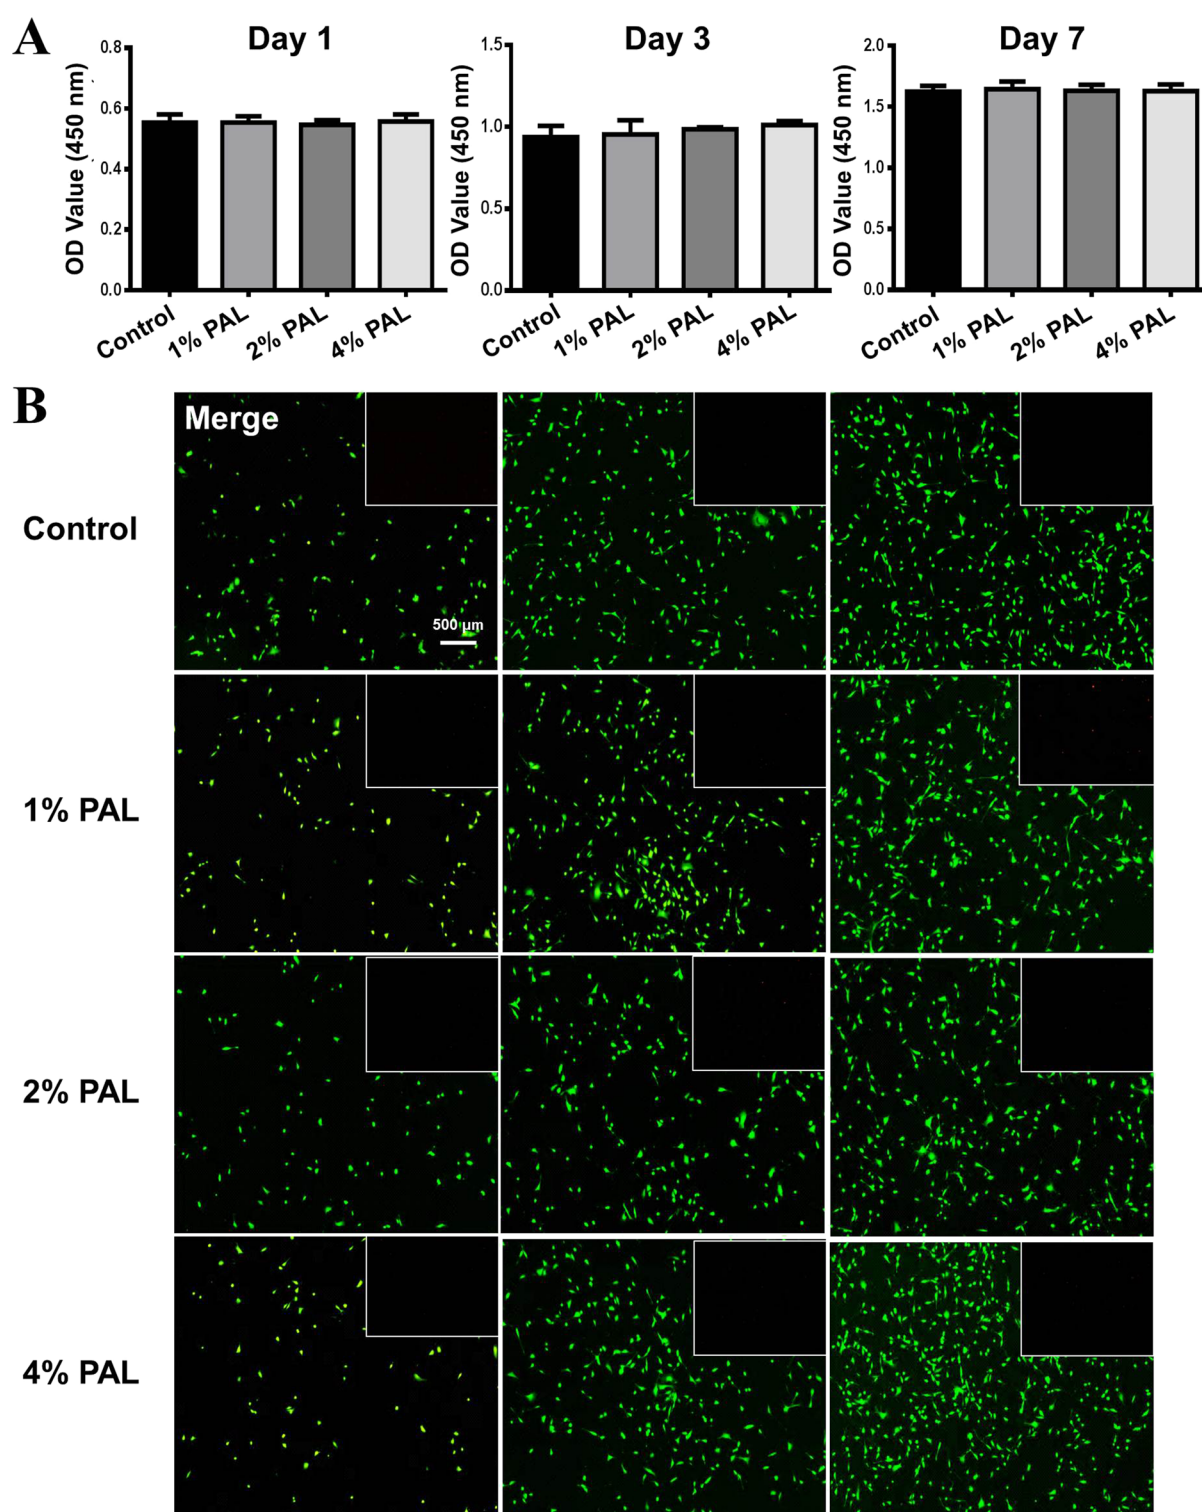 A
Day 1
Day 3
Day 7
OD Value (450 nm)
0.8
0.6
0.4
0.2
0.0
Control
1% PAL
2% PAL
4% PAL
OD Value (450 nm)
1.5
1.0
0.5
0.0
Control
1% PAL
2% PAL
4% PAL
OD Value (450 nm)
2.0
1.5
1.0
0.5
0.0
Control
1% PAL
2% PAL
4% PAL
B
Merge
Control
500 µm
1% PAL
2% PAL
4% PAL